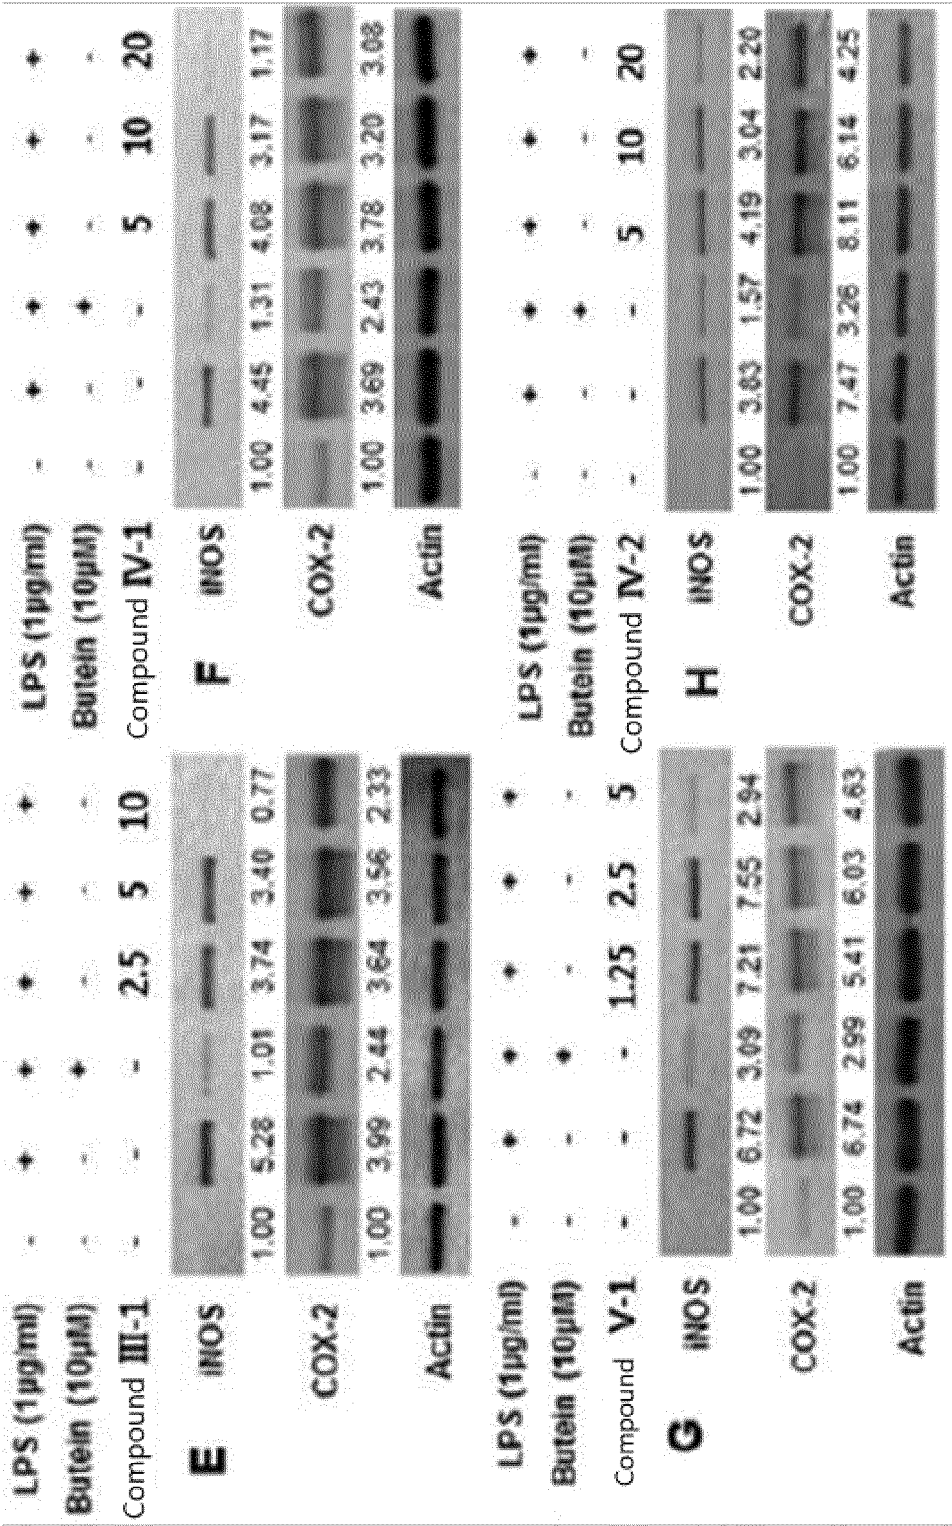 LPS (1µg/ml) - + + + + +
Butein (10µM) - - + - - -
Compound III-1 - - - 2.5 5 10
E
iNOS
1.00 5.28 1.01 3.74 3.40 0.77
COX-2
1.00 3.99 2.44 3.64 3.56 2.33
Actin
LPS (1µg/ml) - + + + + +
Butein (10µM) - - + - - -
Compound IV-1 - - - 5 10 20
F
iNOS
1.00 4.45 1.31 4.08 3.17 1.17
COX-2
1.00 3.69 2.43 3.78 3.20 3.08
Actin
LPS (1µg/ml) - + + + + +
Butein (10µM) - - + - - -
Compound V-1 - - - 1.25 2.5 5
G
iNOS
1.00 6.72 3.09 7.21 7.55 2.94
COX-2
1.00 6.74 2.99 5.41 6.03 4.63
Actin
LPS (1µg/ml) - + + + + +
Butein (10µM) - - + - - -
Compound IV-2 - - - 5 10 20
H
iNOS
1.00 3.83 1.57 4.19 3.04 2.20
COX-2
1.00 7.47 3.26 8.11 6.14 4.25
Actin